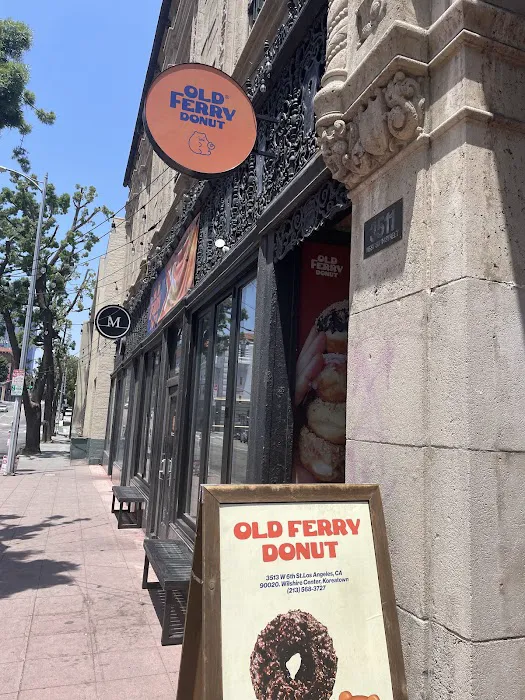 OLD
FERRY
DONUT
M
OLD
FERRY
DONUT
OLD FERRY
DONUT
3513 W 6th St.Los Angeles, CA
90020. Wilshire Center, Koreatown
(213) 568-3727